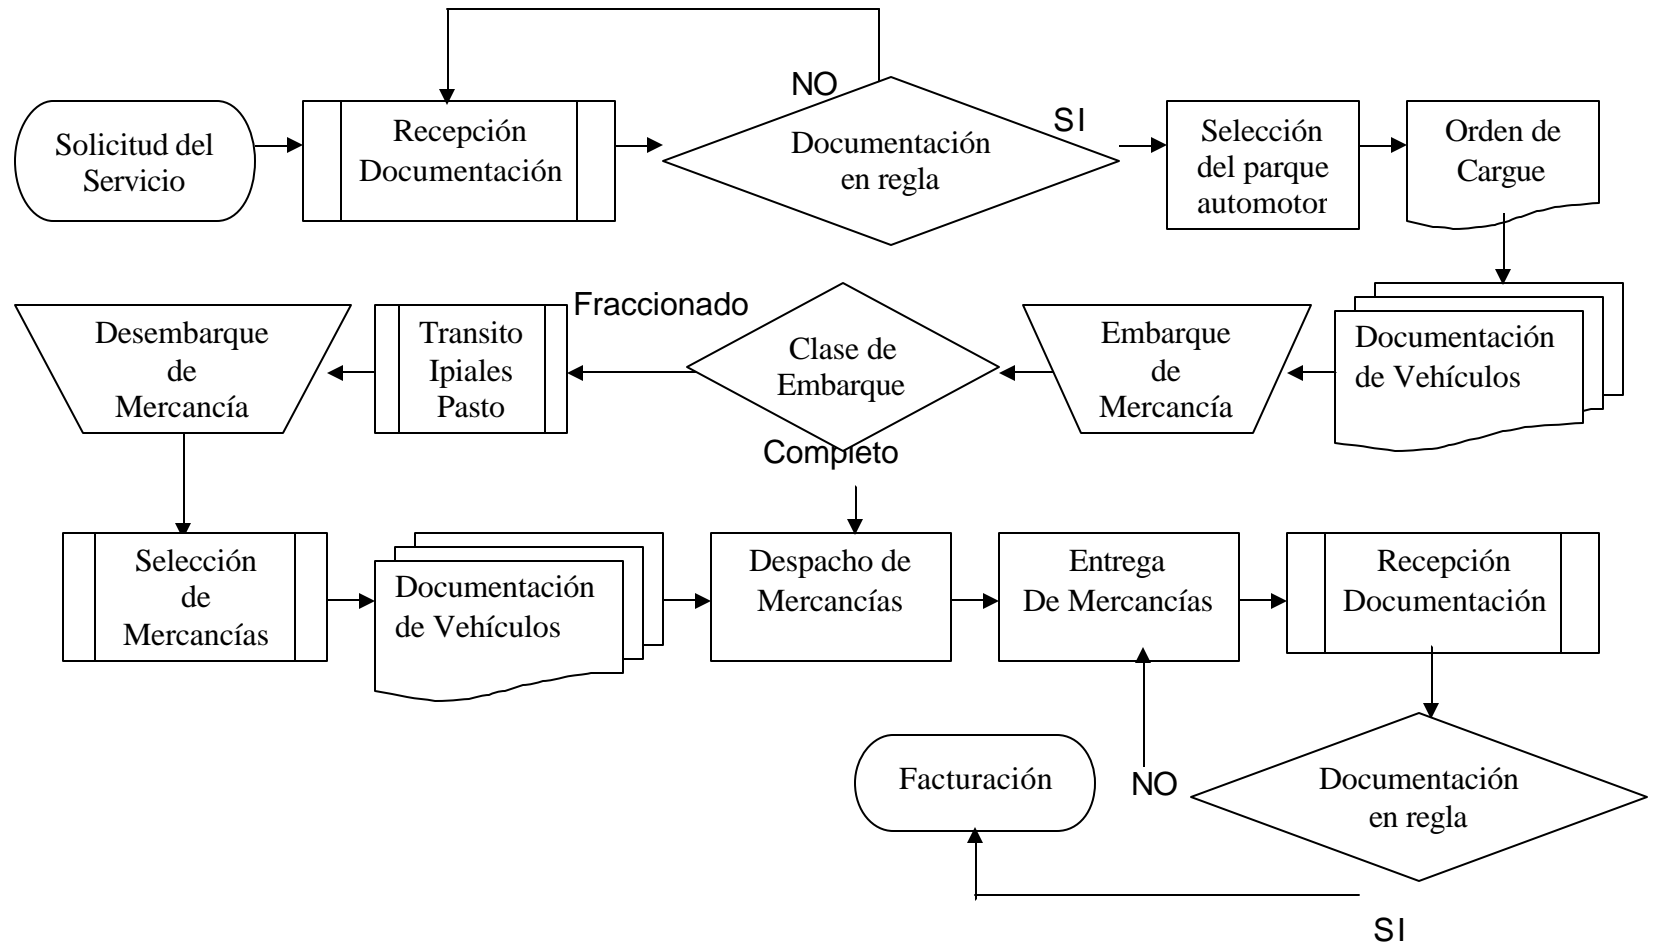 NO
SI
Solicitud del
Servicio
Recepción
Documentación
Documentación
en regla
Selección
del parque
automotor
Orden de
Cargue
Desembarque
de
Mercancía
Transito
Ipiales
Pasto
Fraccionado
Clase de
Embarque
Completo
Embarque
de
Mercancía
Documentación
de Vehículos
Selección
de
Mercancías
Documentación
de Vehículos
Despacho de
Mercancías
Entrega
De Mercancías
Recepción
Documentación
Facturación
NO
Documentación
en regla
SI